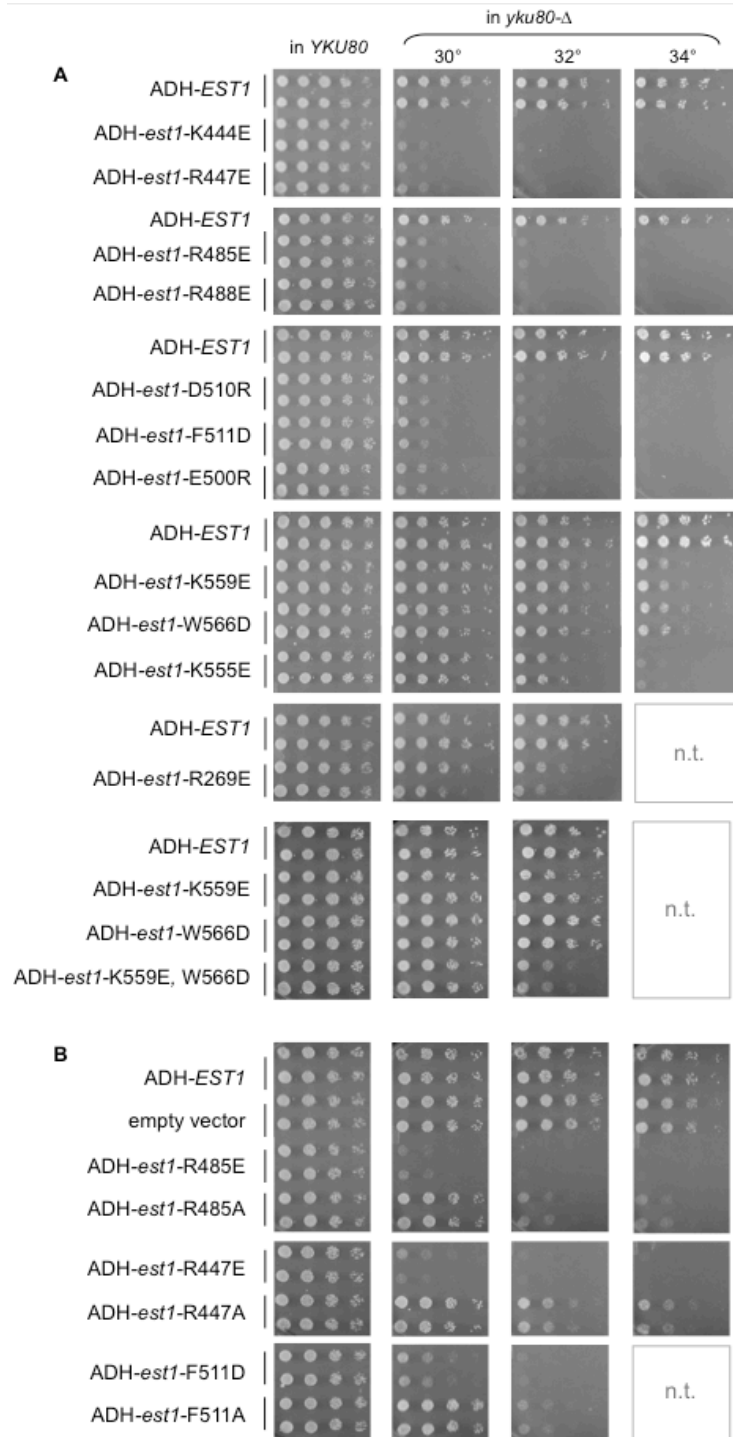 in yku80-Δ
in YKU80
30°
32°
34°
A
ADH-EST1
ADH-est1-K444E
ADH-est1-R447E
ADH-EST1
ADH-est1-R485E
ADH-est1-R488E
ADH-EST1
ADH-est1-D510R
ADH-est1-F511D
ADH-est1-E500R
ADH-EST1
ADH-est1-K559E
ADH-est1-W566D
ADH-est1-K555E
ADH-EST1
n.t.
ADH-est1-R269E
ADH-EST1
ADH-est1-K559E
n.t.
ADH-est1-W566D
ADH-est1-K559E, W566D
B
ADH-EST1
empty vector
ADH-est1-R485E
ADH-est1-R485A
ADH-est1-R447E
ADH-est1-R447A
ADH-est1-F511D
n.t.
ADH-est1-F511A